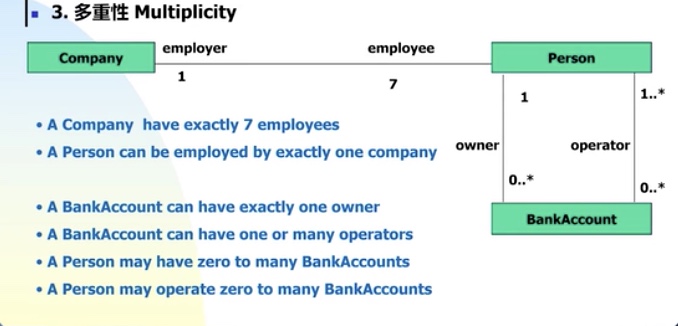 3. 多重性 Multiplicity
employer employee
Company Person
1 7
1 1..*
• A Company have exactly 7 employees
• A Person can be employed by exactly one company
owner operator
0..* 0..*
• A BankAccount can have exactly one owner
BankAccount
• A BankAccount can have one or many operators
• A Person may have zero to many BankAccounts
• A Person may operate zero to many BankAccounts